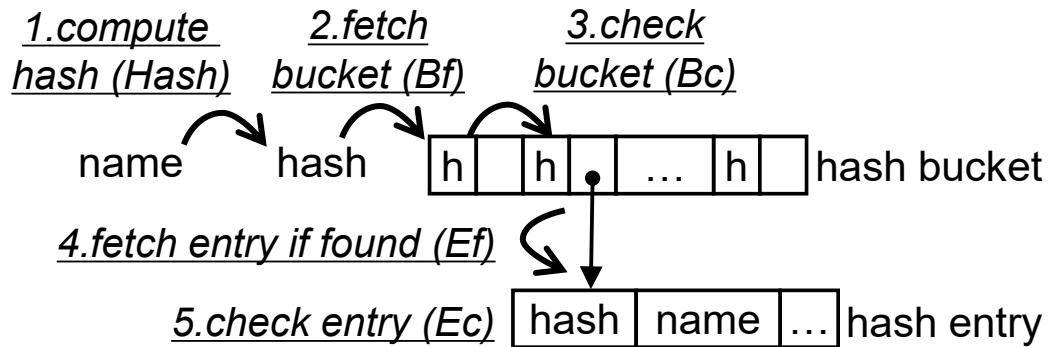 1.compute hash (Hash)
2.fetch bucket (Bf)
3.check bucket (Bc)
name
hash
h h ... h
hash bucket
4.fetch entry if found (Ef)
5.check entry (Ec)
hash name ...
hash entry